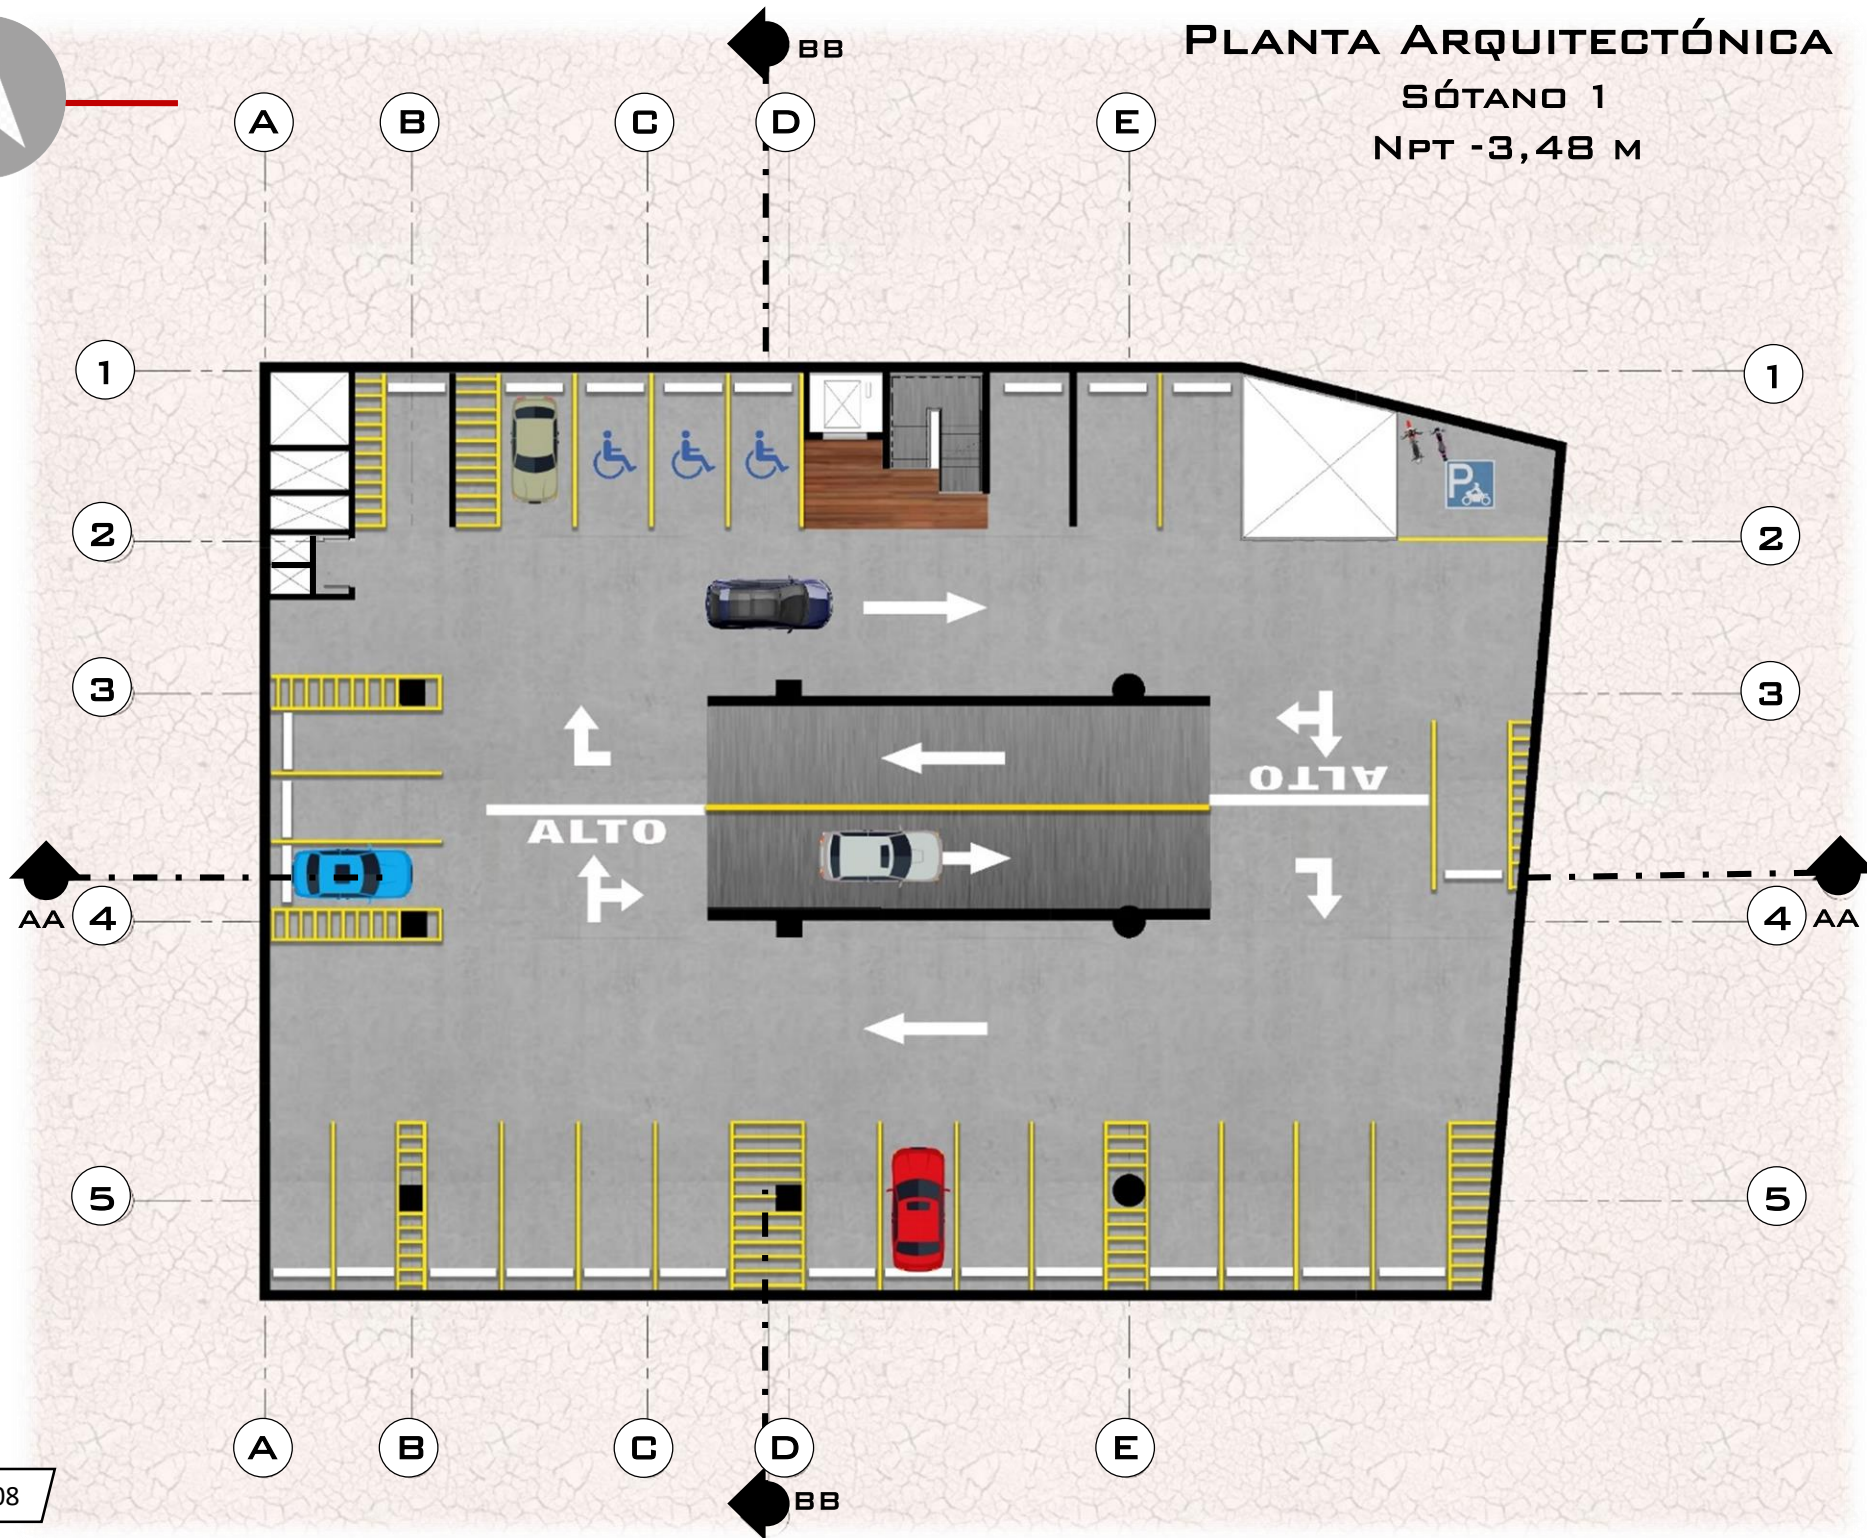 PLANTA ARQUITECTÓNICA
SÓTANO 1
NPT -3,48 M
BB
A B C D E
1 1
2 2
P
3 3
ALTO
ALTO
AA 4 4 AA
5 5
A B C D E
BB
08